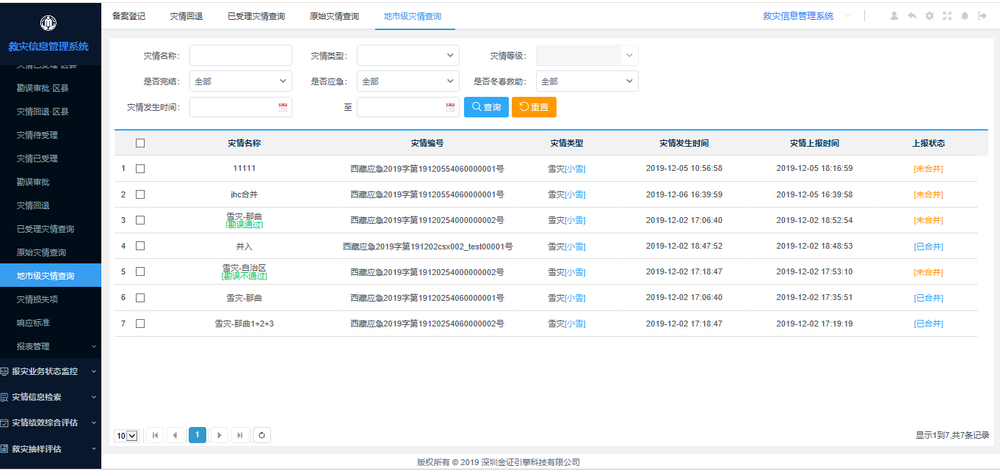 救灾信息管理系统
灾情已受理·区县
勘误审批·区县
灾情回退·区县
灾情待受理
灾情已受理
勘误审批
灾情回退
已受理灾情查询
原始灾情查询
地市级灾情查询
灾情损失项
响应标准
报表管理
报灾业务状态监控
灾情信息检索
灾情绩效综合评估
救灾抽样评估
备案登记 灾情回退 已受理灾情查询 原始灾情查询 地市级灾情查询 救灾信息管理系统
灾情名称: 灾情类型: 灾情等级:
是否完结: 全部 是否应急: 全部 是否冬春救助: 全部
灾情发生时间: 至 查询 重置
灾情名称 灾情编号 灾情类型 灾情发生时间 灾情上报时间 上报状态
1 11111 西藏应急2019字第19120554060000001号 雪灾[小雪] 2019-12-05 10:56:58 2019-12-05 18:16:59 [未合并]
2 jhc合并 西藏应急2019字第19120554060000001号 雪灾[小雪] 2019-12-06 16:39:59 2019-12-05 16:39:58 [未合并]
3 雪灾-那曲 西藏应急2019字第19120254000000002号 雪灾[小雪] 2019-12-02 17:06:40 2019-12-02 18:52:54 [未合并]
[勘误通过]
4 并入 西藏应急2019字第191202csx002_test00001号 雪灾[小雪] 2019-12-02 18:47:52 2019-12-02 18:48:53 [已合并]
5 雪灾-自治区 西藏应急2019字第19120254000000002号 雪灾[小雪] 2019-12-02 17:18:47 2019-12-02 17:53:10 [未合并]
[勘误不通过]
6 雪灾-那曲 西藏应急2019字第19120254060000001号 雪灾[小雪] 2019-12-02 17:06:40 2019-12-02 17:35:51 [已合并]
7 雪灾-那曲1+2+3 西藏应急2019字第19120254060000002号 雪灾[小雪] 2019-12-02 17:18:47 2019-12-02 17:19:19 [已合并]
10 1 显示1到7,共7条记录
版权所有 © 2019 深圳金证引擎科技有限公司